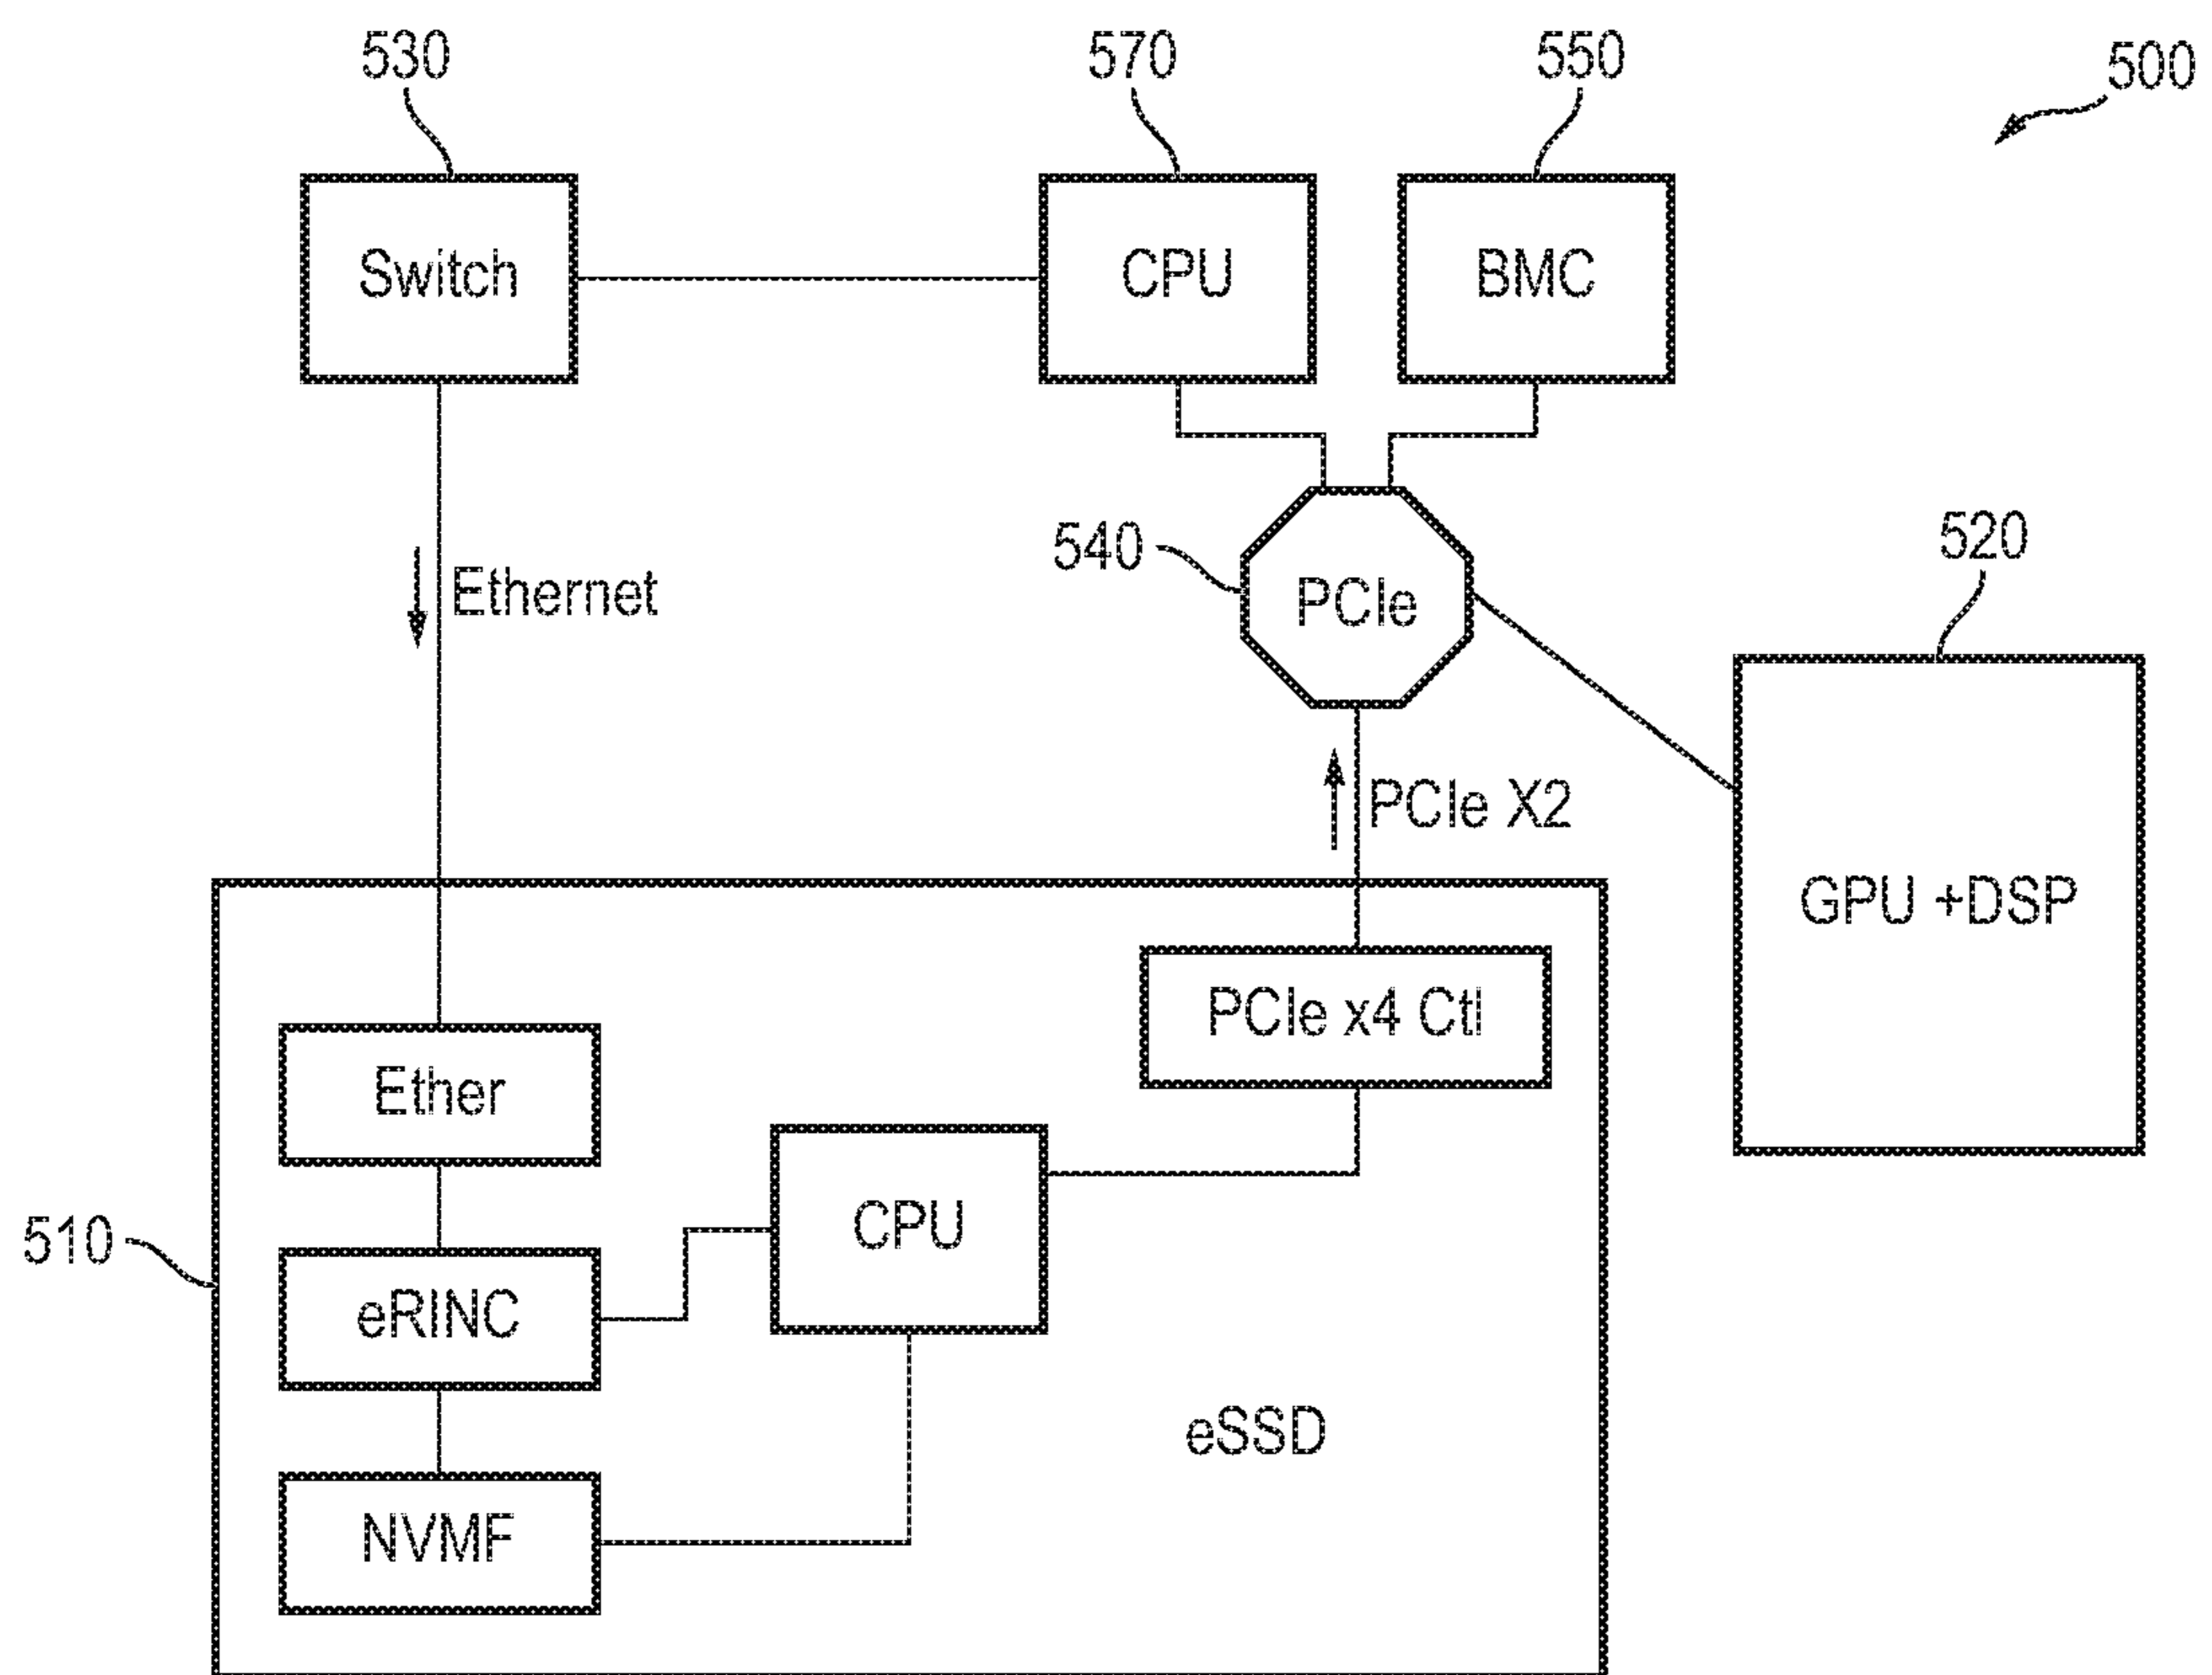 530
570
550
500
Switch
CPU
BMC
540
PCIe
520
Ethernet
PCIe X2
GPU +DSP
PCIe x4 Ctl
Ether
CPU
510
eRINC
eSSD
NVMF